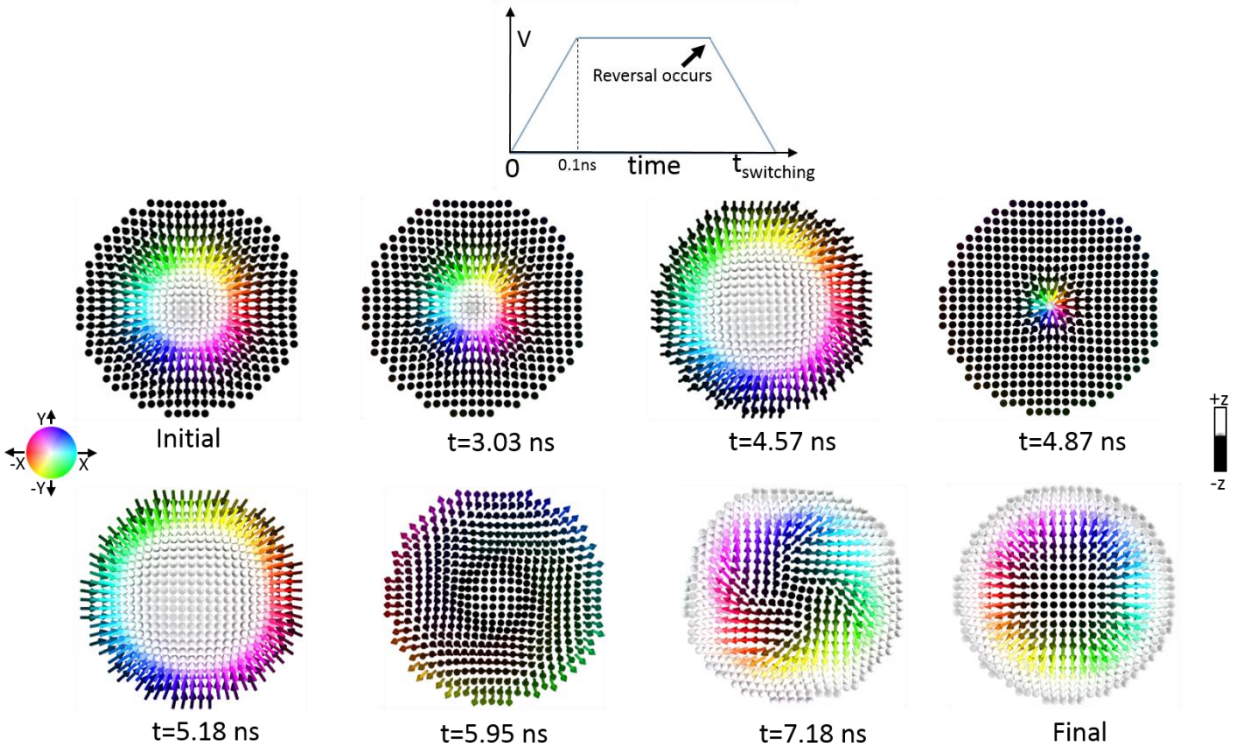 V
Reversal occurs
0
0.1ns
time
t_switching
Initial
t=3.03 ns
t=4.57 ns
t=4.87 ns
Y
-X
X
-Y
+z
-z
t=5.18 ns
t=5.95 ns
t=7.18 ns
Final